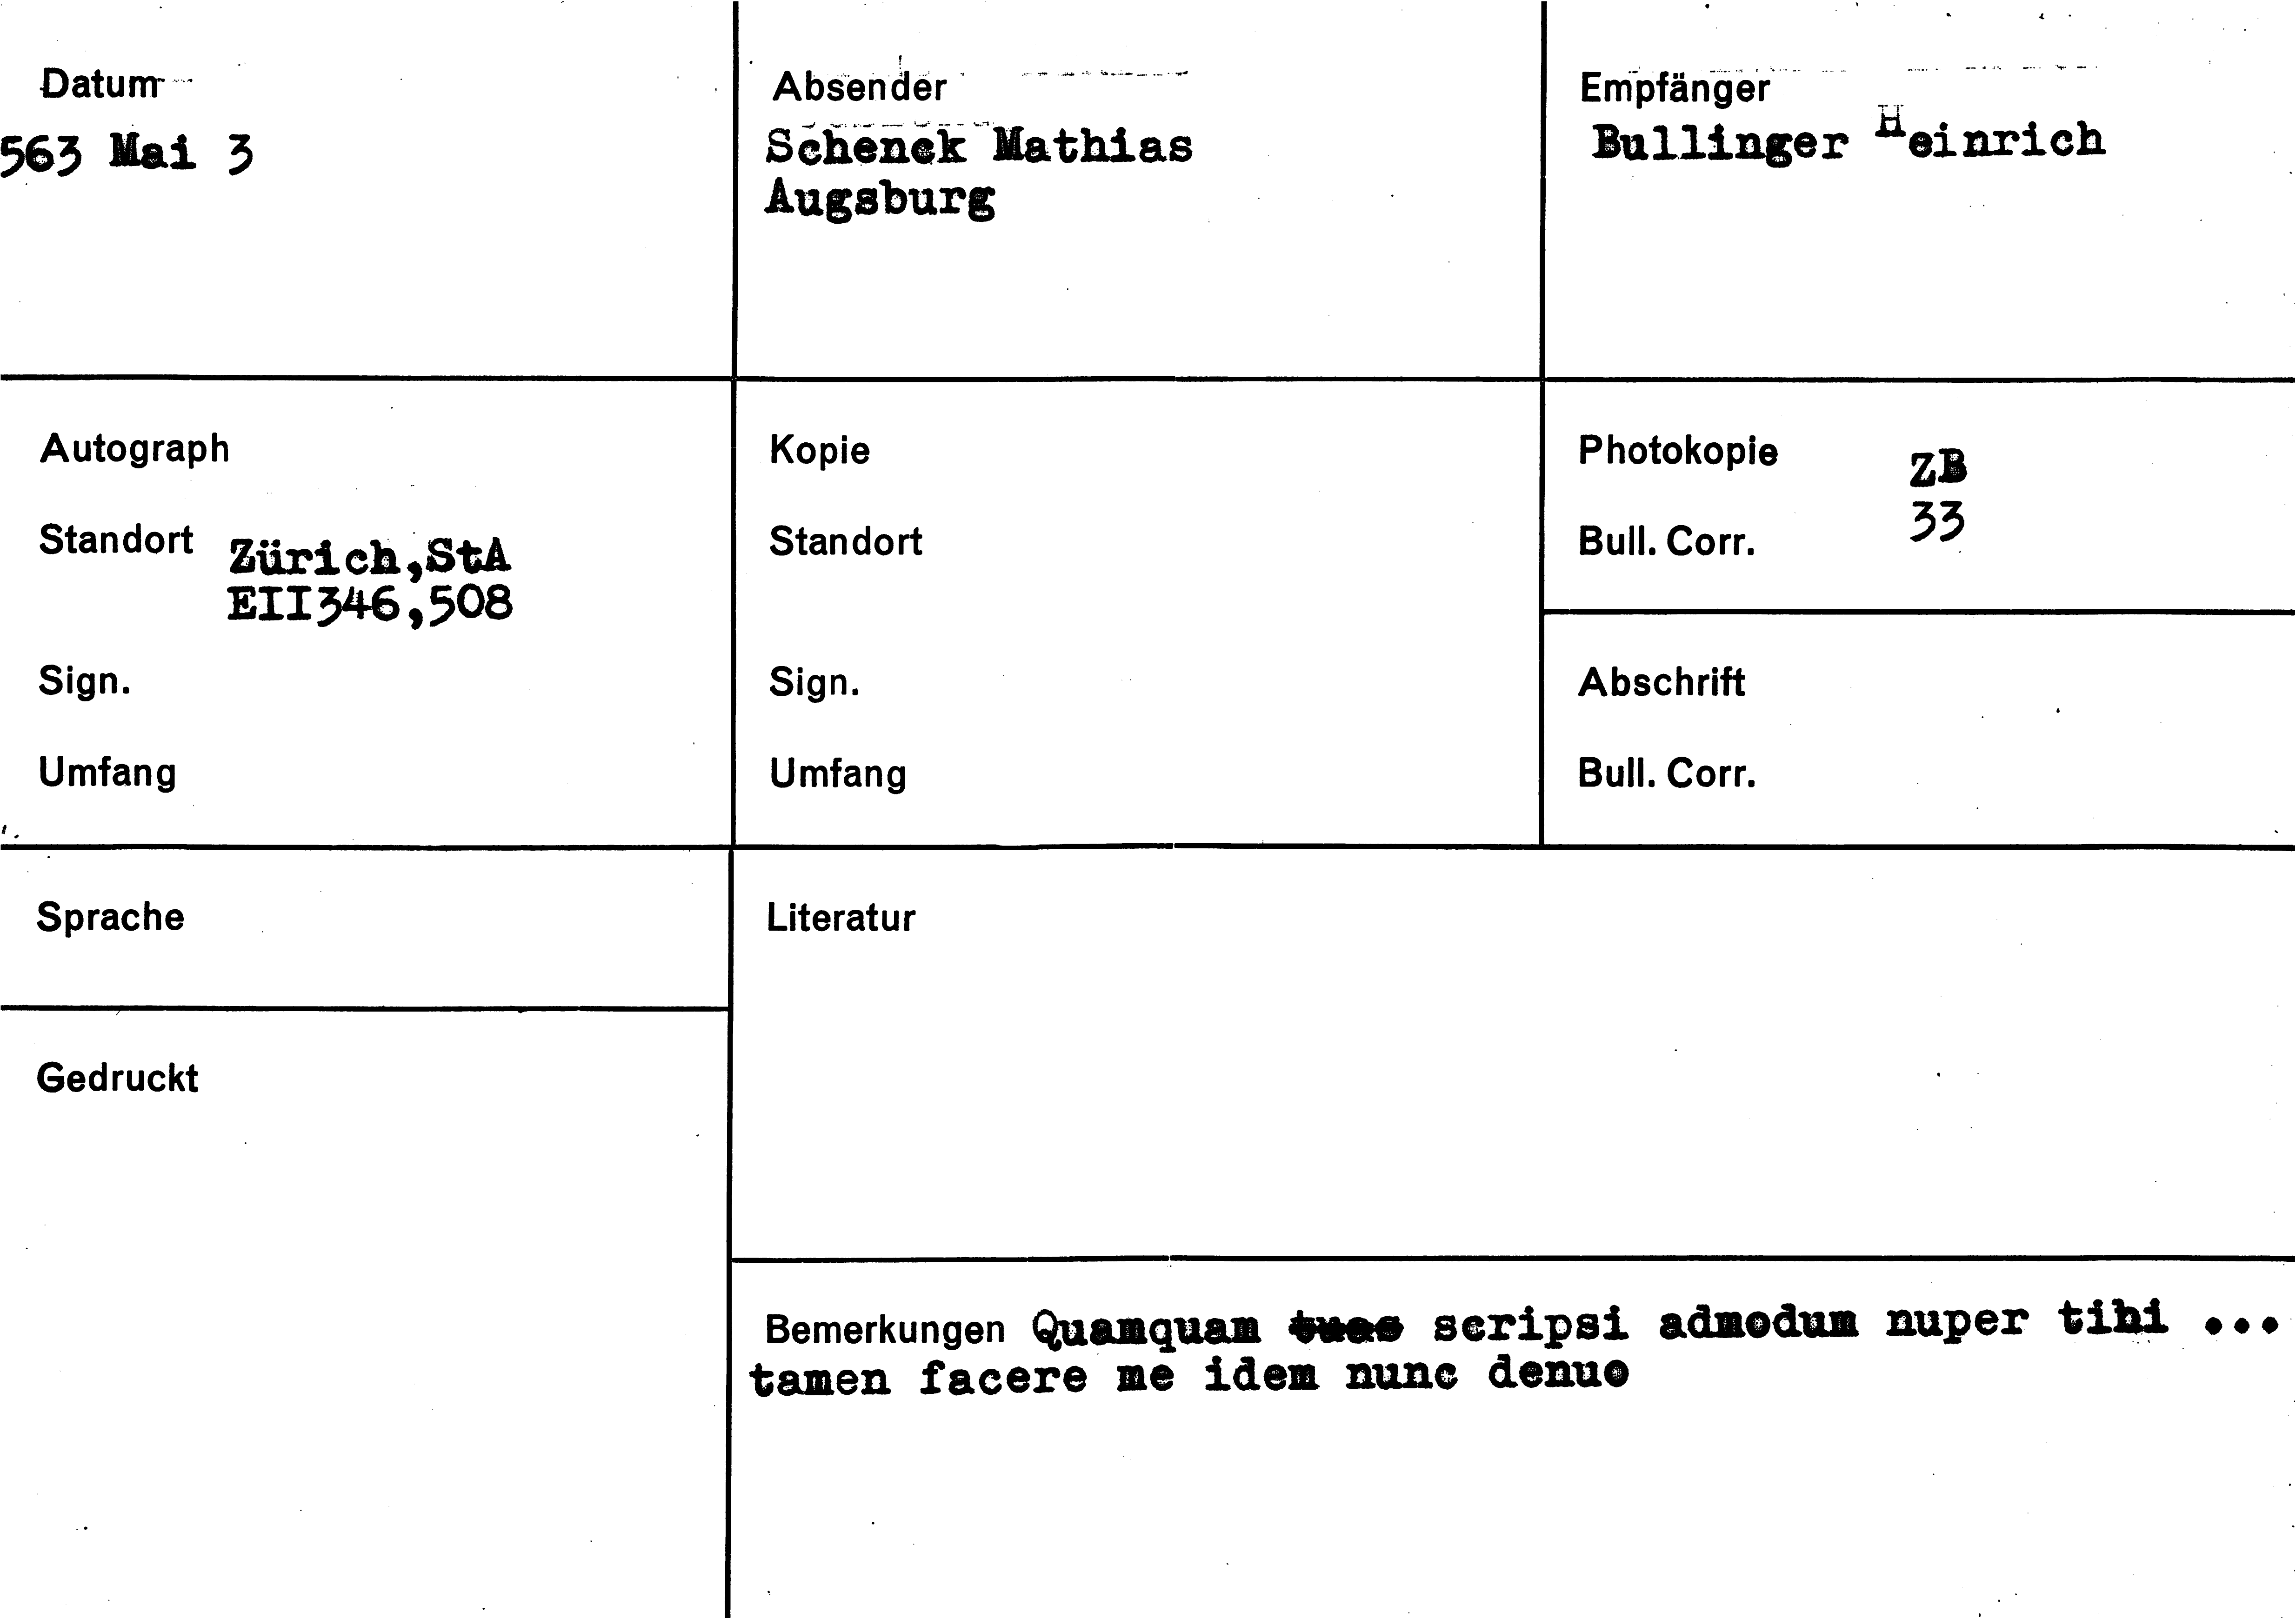 Datum
563 Mai 3
Absender
Schenck Mathias
Augsburg
Empfänger
Bullinger Heinrich
Autograph
Standort Zürich,StA
EII346,508
Sign.
Umfang
Kopie
Standort
Sign.
Umfang
Photokopie ZB
Bull. Corr. 33
Abschrift
Bull. Corr.
Sprache
Literatur
Gedruckt
Bemerkungen Quamquam scripsi admodum nuper tibi ...
tamen facere me idem nunc denuo